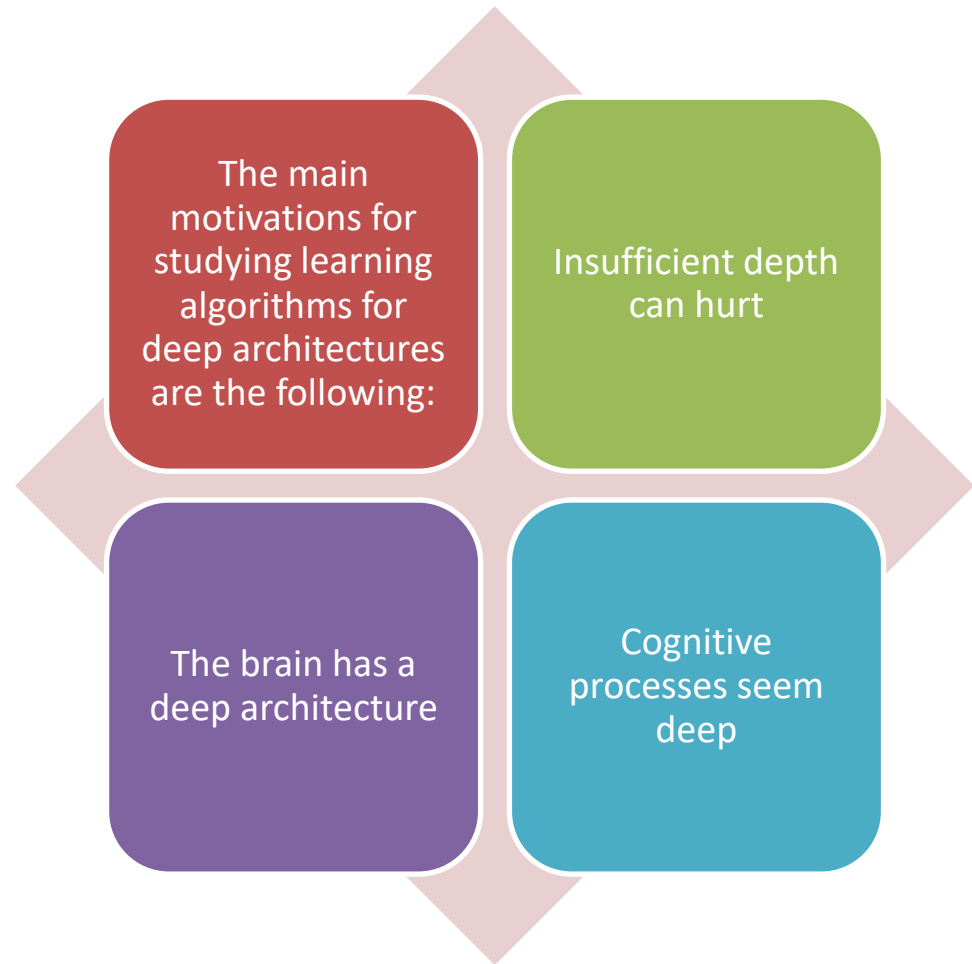 The main
motivations for
studying learning
algorithms for
deep architectures
are the following:
Insufficient depth
can hurt
The brain has a
deep architecture
Cognitive
processes seem
deep